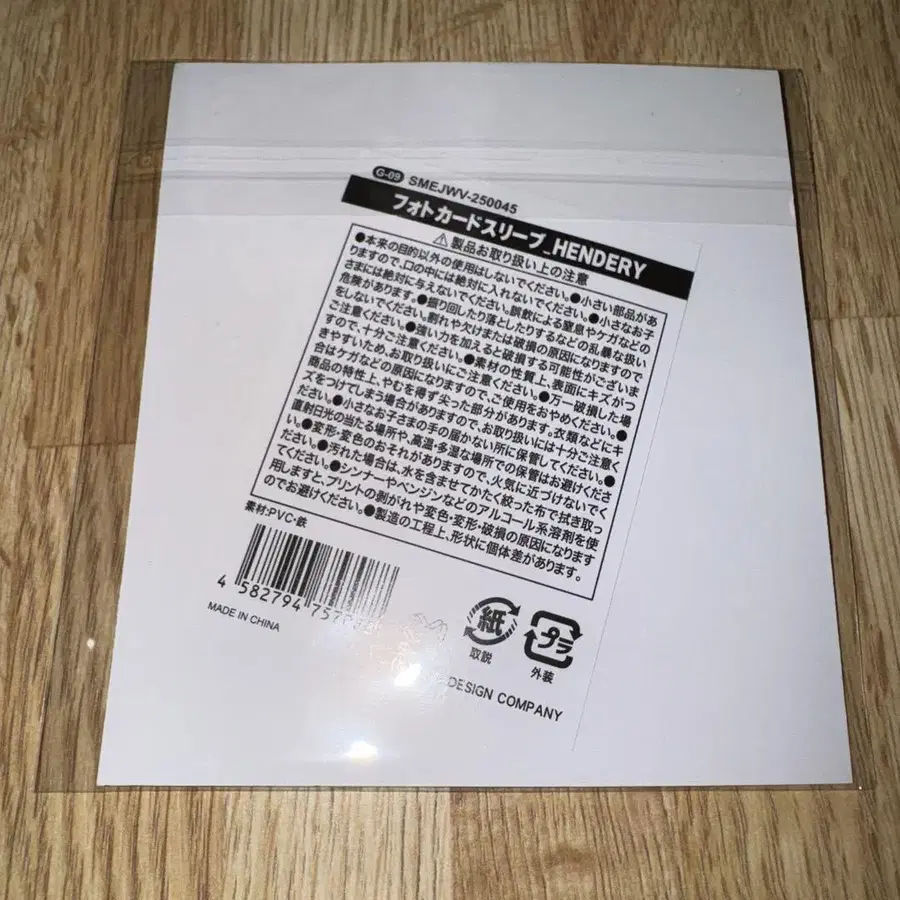 G-09 SMEJWV-250045
フォトカードスリーブ_HENDERY
⚠製品お取り扱い上の注意
●本来の目的以外の使用はしないでください。●小さい部品があ
りますので、口の中には絶対に入れないでください。●小さなお子
さまには絶対に与えないでください。誤飲による窒息やケガなどの
危険があります。●振り回したり落としたりするなどの乱暴な扱い
をしないでください。割れや欠けまたは破損の原因になりますので
ご注意ください。●強い力を加えると破損する可能性がございま
すので、十分ご注意ください。●素材の性質上、表面にキズがつ
きやすいため、お取り扱いにご注意ください。●万一破損した場
合はケガなどの原因になりますので、ご使用をおやめください。●
商品の特性上、やむを得ず尖った部分があります。衣類などにキ
ズをつけてしまう場合がありますので、お取り扱いには十分ご注意く
ださい。●小さなお子さまの手の届かない所に保管してください。●
直射日光の当たる場所や、高温・多湿な場所での保管はお避けくださ
い。●変形・変色のおそれがありますので、火気に近づけないでく
ださい。●汚れた場合は、水を含ませてかたく絞った布で拭き取っ
てください。●シンナーやベンジンなどのアルコール系溶剤を使
用しますと、プリントの剥がれや変色・変形・破損の原因になります
のでお避けください。●製造の工程上、形状に個体差があります。
素材:PVC・鉄
4 582794
MADE IN CHINA
紙
取説
プラ
外装
DESIGN COMPANY